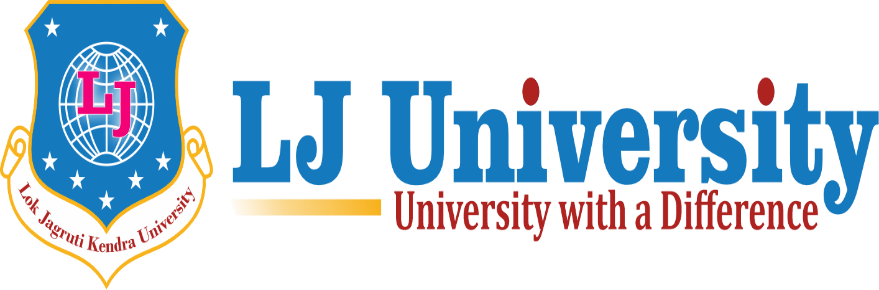 LJ
Lok Jagruti Kendra University
LJ University
University with a Difference